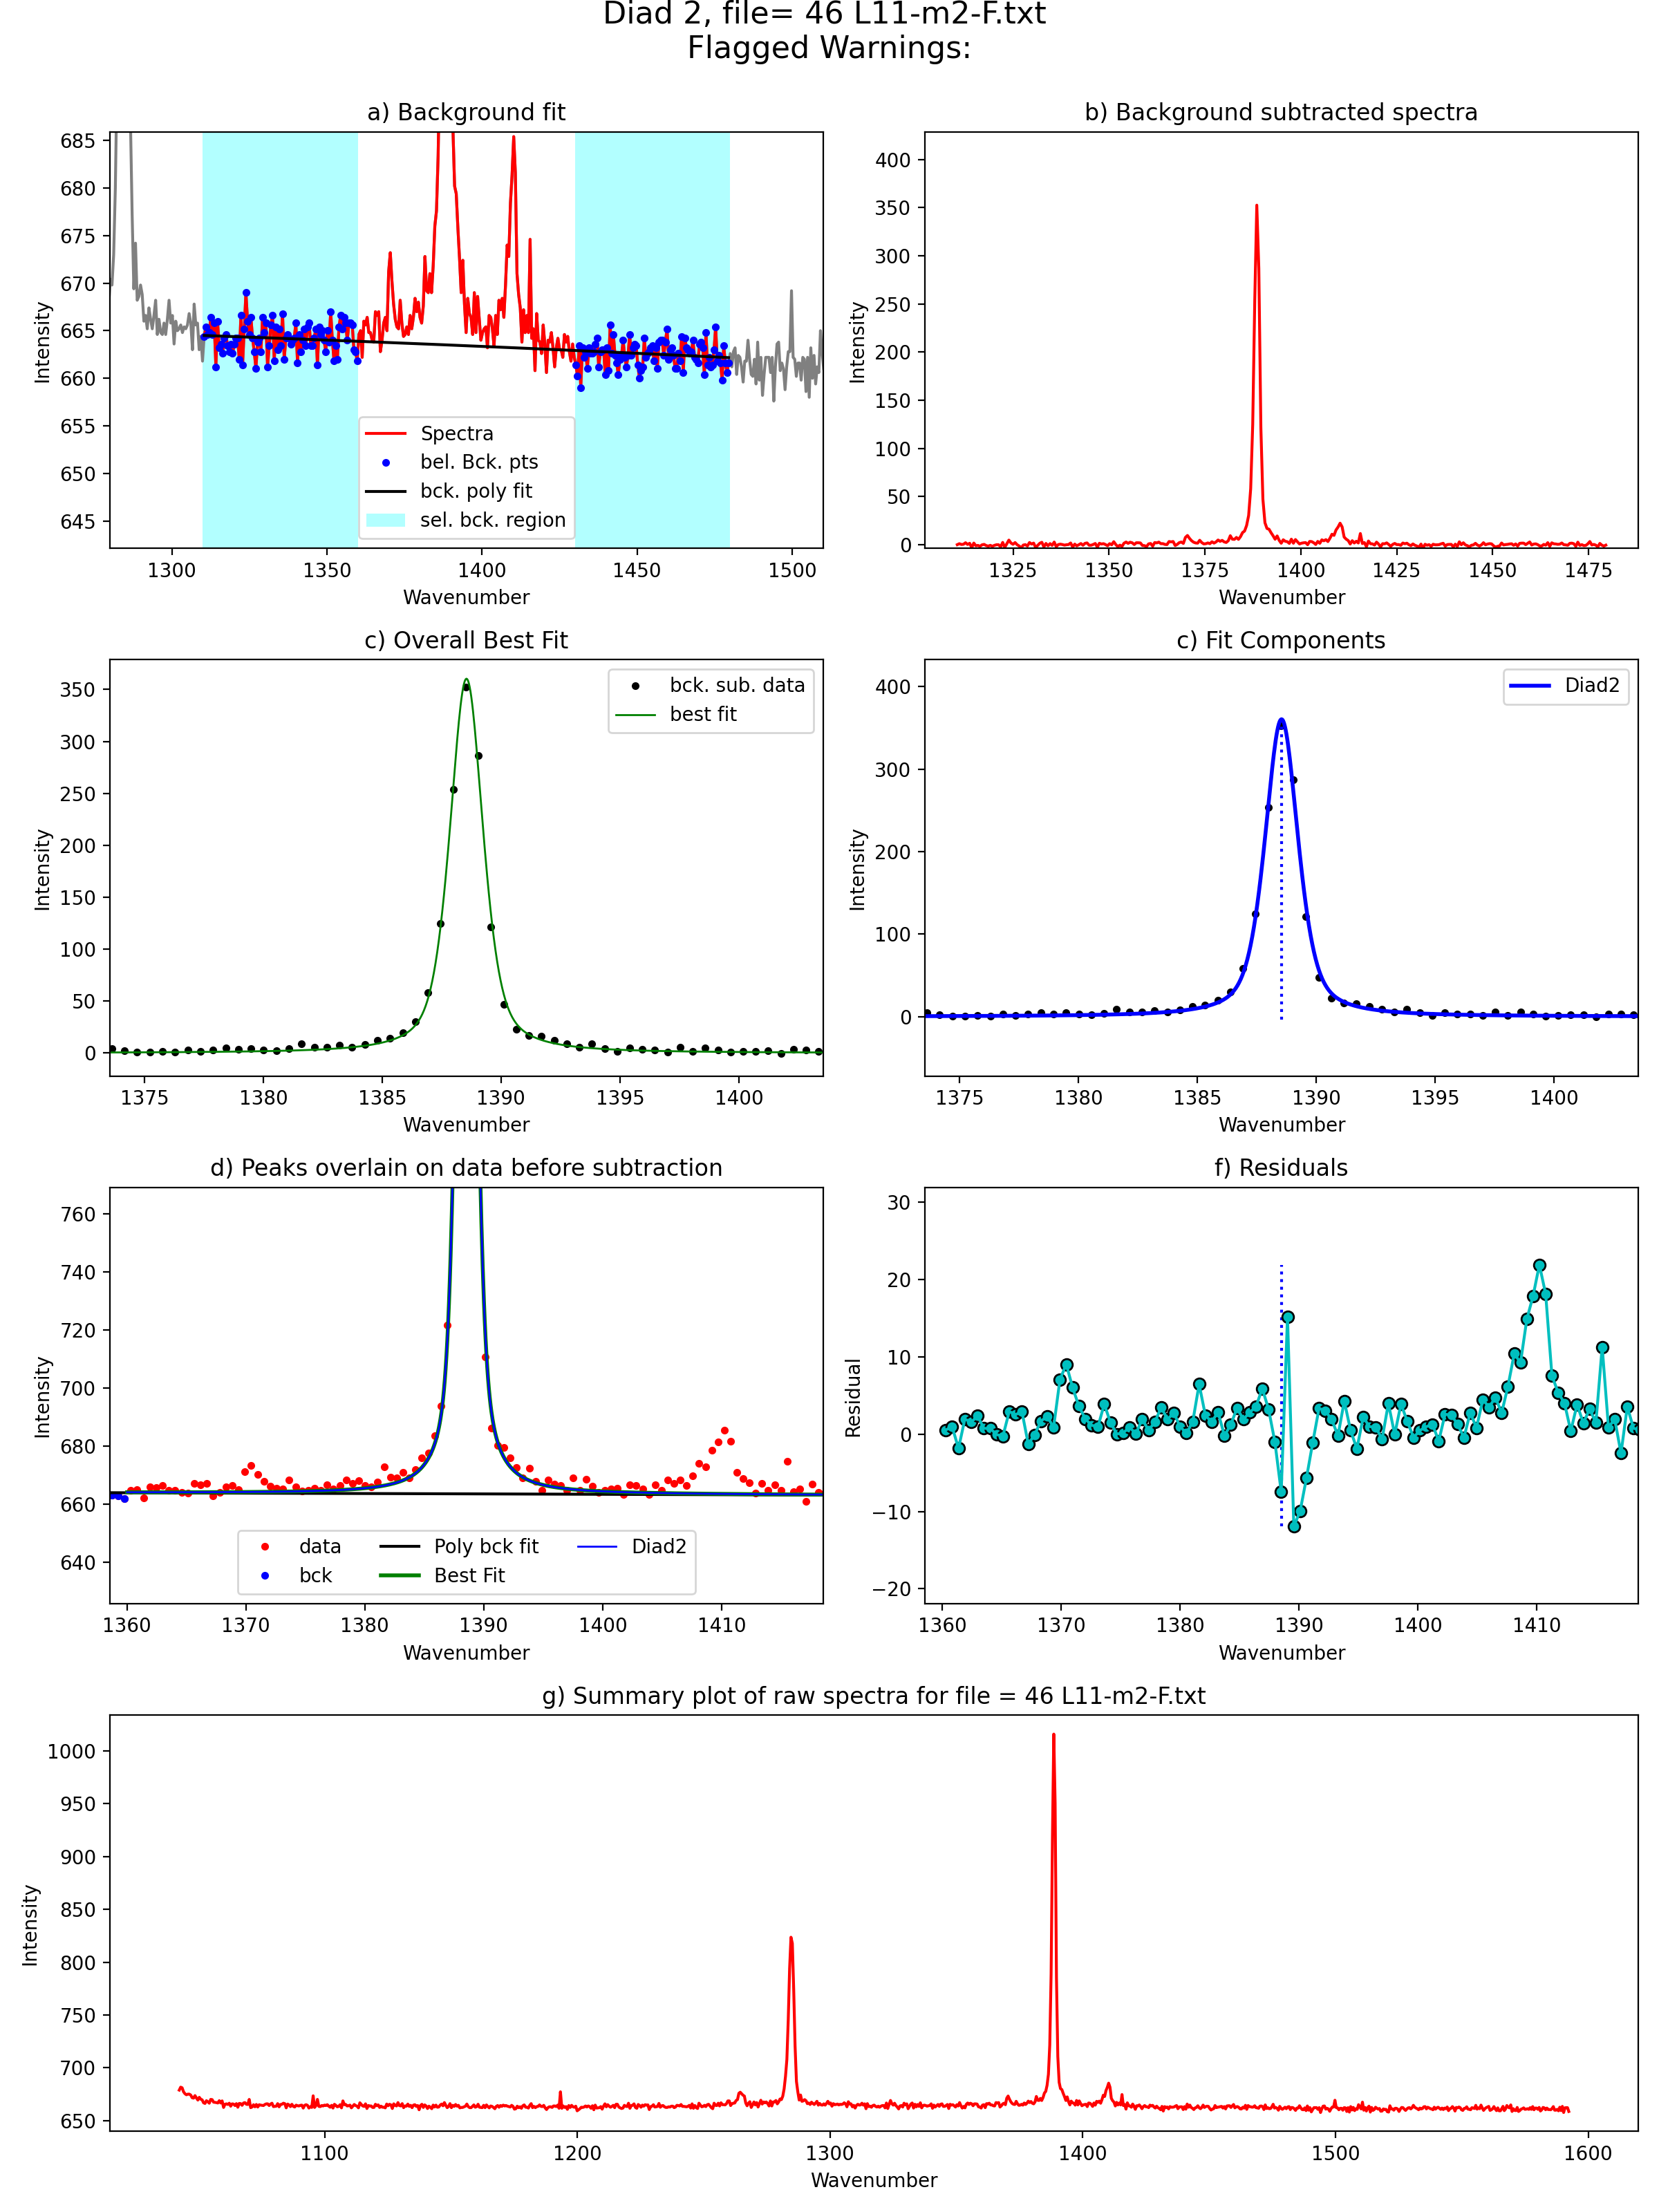 Diad 2, file= 46 L11-m2-F.txt
Flagged Warnings:
a) Background fit
685
680
675
670
665
660
655
650
645
Intensity
Spectra
bel. Bck. pts
bck. poly fit
sel. bck. region
1300 1350 1400 1450 1500
Wavenumber
b) Background subtracted spectra
400
350
300
250
200
150
100
50
0
Intensity
1325 1350 1375 1400 1425 1450 1475
Wavenumber
c) Overall Best Fit
350
300
250
200
150
100
50
0
Intensity
bck. sub. data
best fit
1375 1380 1385 1390 1395 1400
Wavenumber
c) Fit Components
400
300
200
100
0
Intensity
Diad2
1375 1380 1385 1390 1395 1400
Wavenumber
d) Peaks overlain on data before subtraction
760
740
720
700
680
660
640
Intensity
data
bck
Poly bck fit
Best Fit
Diad2
1360 1370 1380 1390 1400 1410
Wavenumber
f) Residuals
30
20
10
0
−10
−20
Residual
1360 1370 1380 1390 1400 1410
Wavenumber
g) Summary plot of raw spectra for file = 46 L11-m2-F.txt
1000
950
900
850
800
750
700
650
Intensity
1100 1200 1300 1400 1500 1600
Wavenumber